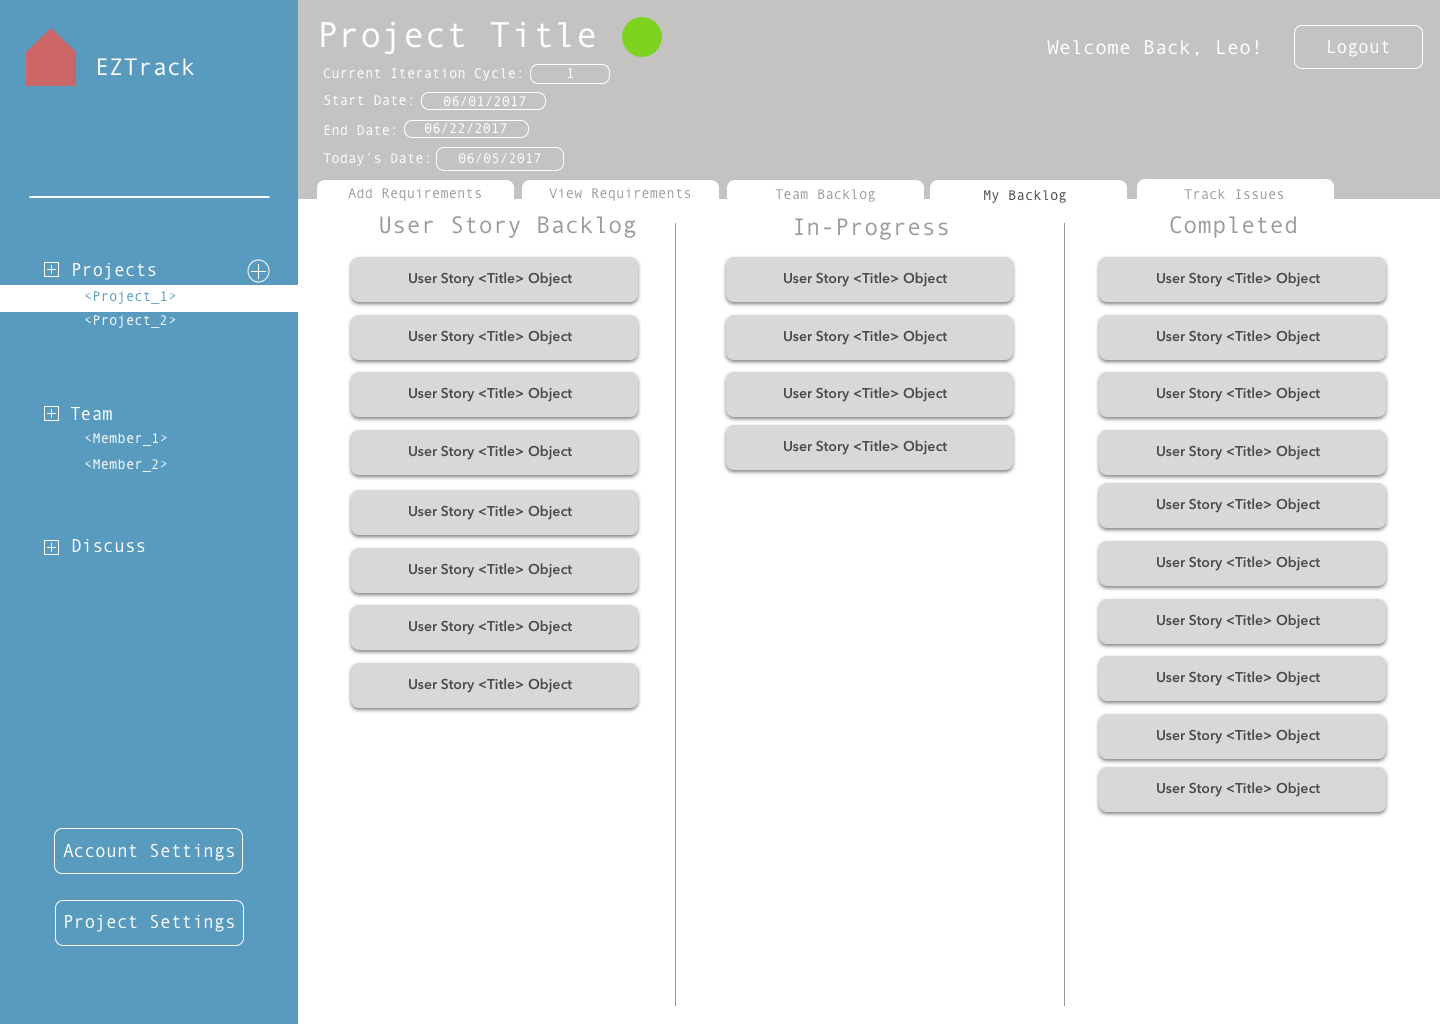 EZTrack
Projects
<Project_1>
<Project_2>
Team
<Member_1>
<Member_2>
Discuss
Account Settings
Project Settings
Project Title
Welcome Back, Leo!
Logout
Current Iteration Cycle: 1
Start Date: 06/01/2017
End Date: 06/22/2017
Today's Date: 06/05/2017
Add Requirements
View Requirements
Team Backlog
My Backlog
Track Issues
User Story Backlog
User Story <Title> Object
User Story <Title> Object
User Story <Title> Object
User Story <Title> Object
User Story <Title> Object
User Story <Title> Object
User Story <Title> Object
User Story <Title> Object
In-Progress
User Story <Title> Object
User Story <Title> Object
User Story <Title> Object
User Story <Title> Object
Completed
User Story <Title> Object
User Story <Title> Object
User Story <Title> Object
User Story <Title> Object
User Story <Title> Object
User Story <Title> Object
User Story <Title> Object
User Story <Title> Object
User Story <Title> Object
User Story <Title> Object